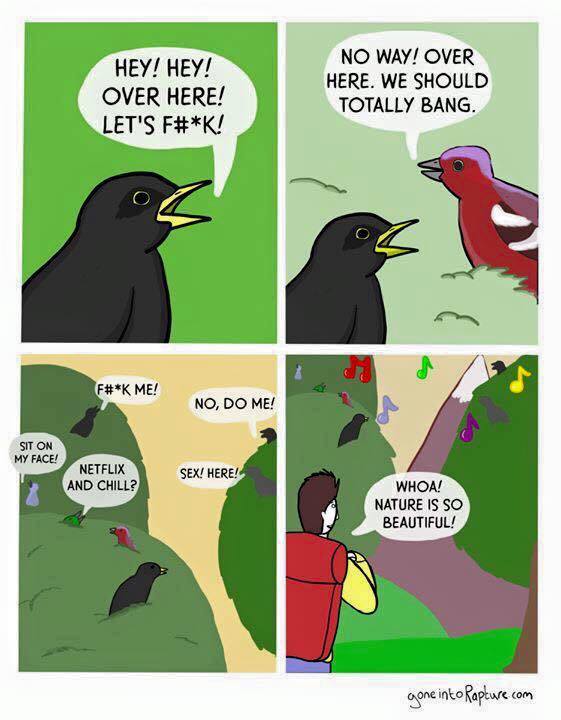 HEY! HEY!
OVER HERE!
LET'S F#*K!
NO WAY! OVER
HERE. WE SHOULD
TOTALLY BANG.
F#*K ME!
NO, DO ME!
SIT ON
MY FACE!
NETFLIX
AND CHILL?
SEX! HERE!
WHOA!
NATURE IS SO
BEAUTIFUL!
goneintoRapture.com